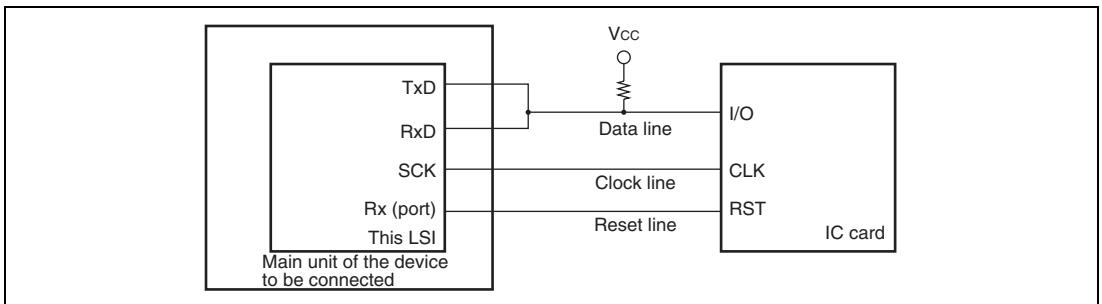 Vcc
TxD
RxD
SCK
Rx (port)
This LSI
Main unit of the device
to be connected
Data line
Clock line
Reset line
I/O
CLK
RST
IC card